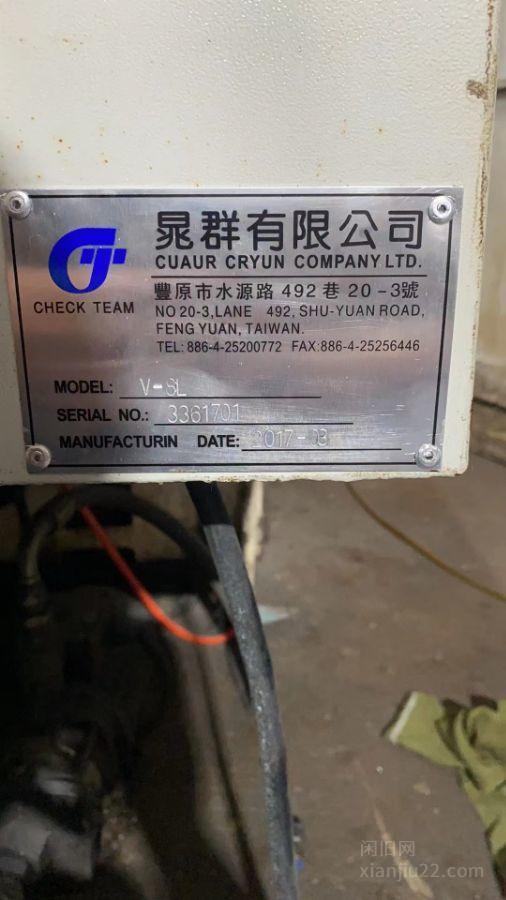 晁群有限公司
CUAUR CRYUN COMPANY LTD.
CHECK TEAM
豐原市水源路 492 巷 20-3號
NO 20-3,LANE 492, SHU-YUAN ROAD,
FENG YUAN, TAIWAN.
TEL: 886-4-25200772 FAX:886-4-25256446
MODEL: V-SL
SERIAL NO.: 3361701
MANUFACTURIN DATE: 2017-03
闲旧网
xianjiu22.com